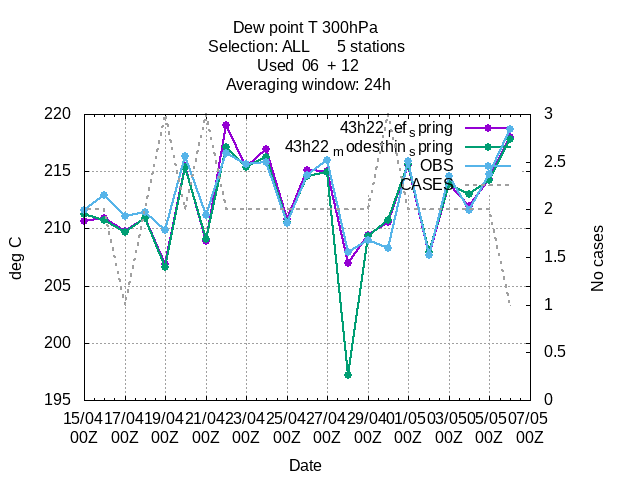 Dew point T 300hPa
Selection: ALL 5 stations
Used 06 + 12
Averaging window: 24h
220 3
43h22_ref_spring
43h22_modesthin_spring
OBS
CASES
215 2.5
210 2
deg C
No cases
1.5
205
1
200
0.5
195 0
15/04 17/04 19/04 21/04 23/04 25/04 27/04 29/04 01/05 03/05 05/05 07/05
00Z 00Z 00Z 00Z 00Z 00Z 00Z 00Z 00Z 00Z 00Z 00Z
Date